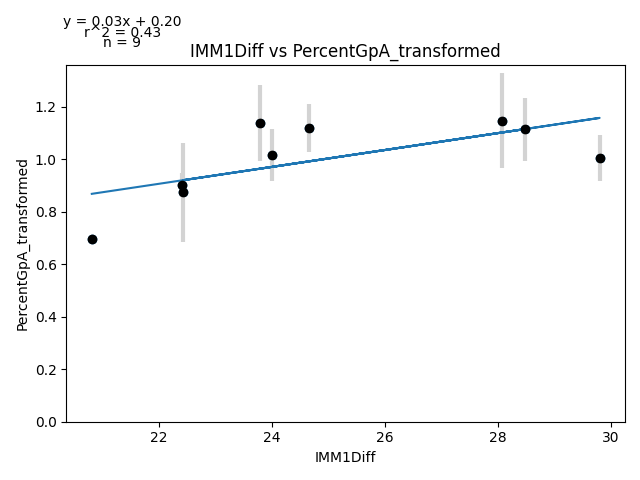 y = 0.03x + 0.20
r^2 = 0.43
n = 9
IMM1Diff vs PercentGpA_transformed
PercentGpA_transformed
1.2
1.0
0.8
0.6
0.4
0.2
0.0
22
24
26
28
30
IMM1Diff